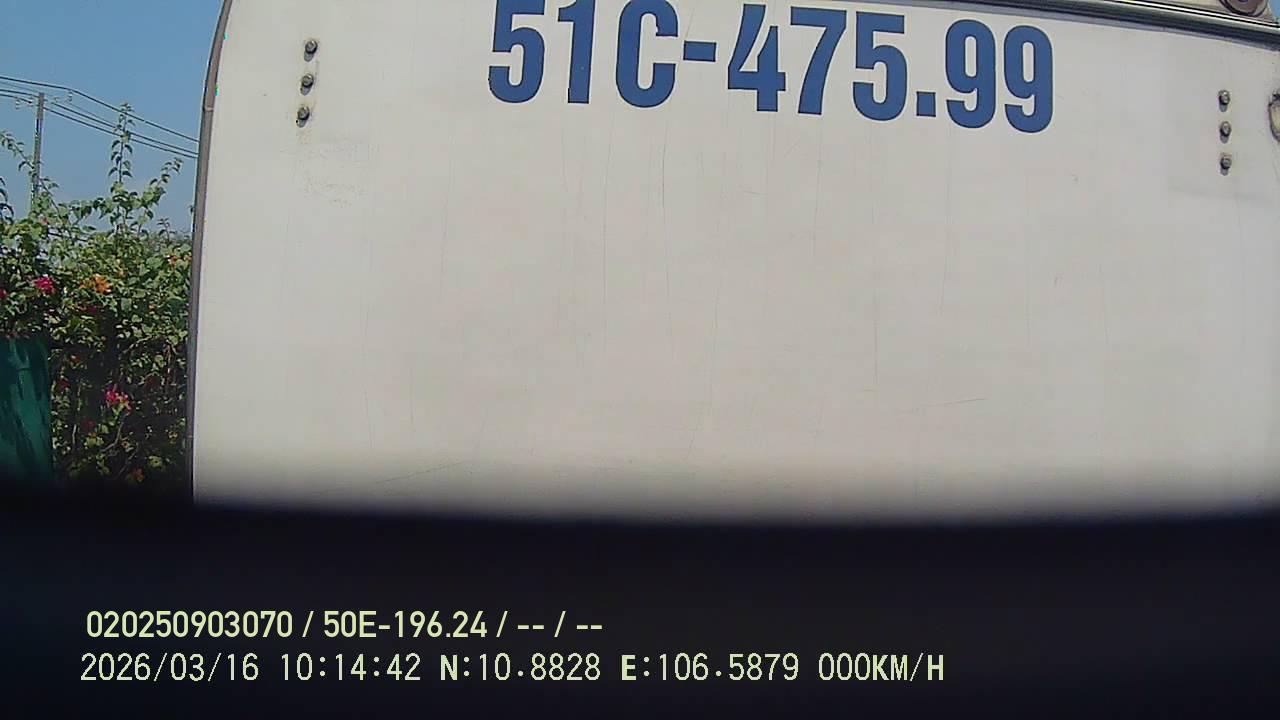 51C-475.99
020250903070 / 50E-196.24 / -- / --
2026/03/16 10:14:42 N:10.8828 E:106.5879 000KM/H